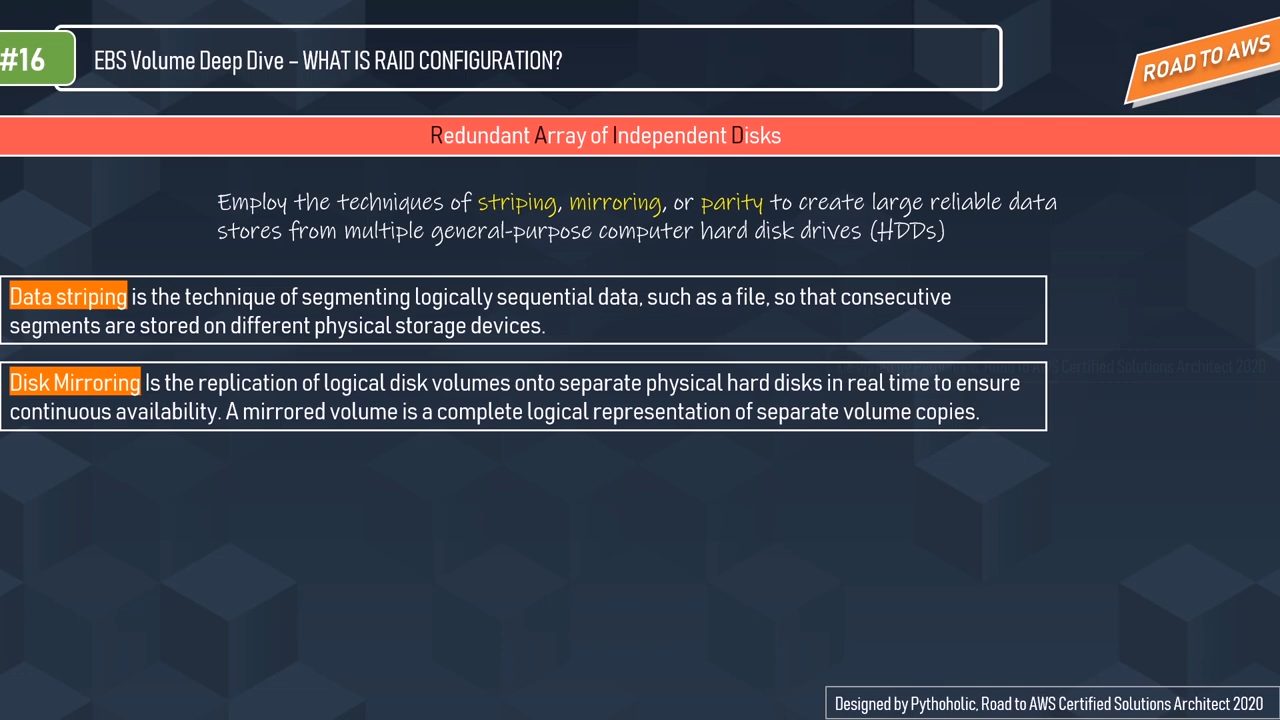 #16
EBS Volume Deep Dive – WHAT IS RAID CONFIGURATION?
ROAD TO AWS
Redundant Array of Independent Disks
Employ the techniques of striping, mirroring, or parity to create large reliable data
stores from multiple general-purpose computer hard disk drives (HDDs)
Data striping is the technique of segmenting logically sequential data, such as a file, so that consecutive
segments are stored on different physical storage devices.
Disk Mirroring Is the replication of logical disk volumes onto separate physical hard disks in real time to ensure
continuous availability. A mirrored volume is a complete logical representation of separate volume copies.
Designed by Pythoholic, Road to AWS Certified Solutions Architect 2020